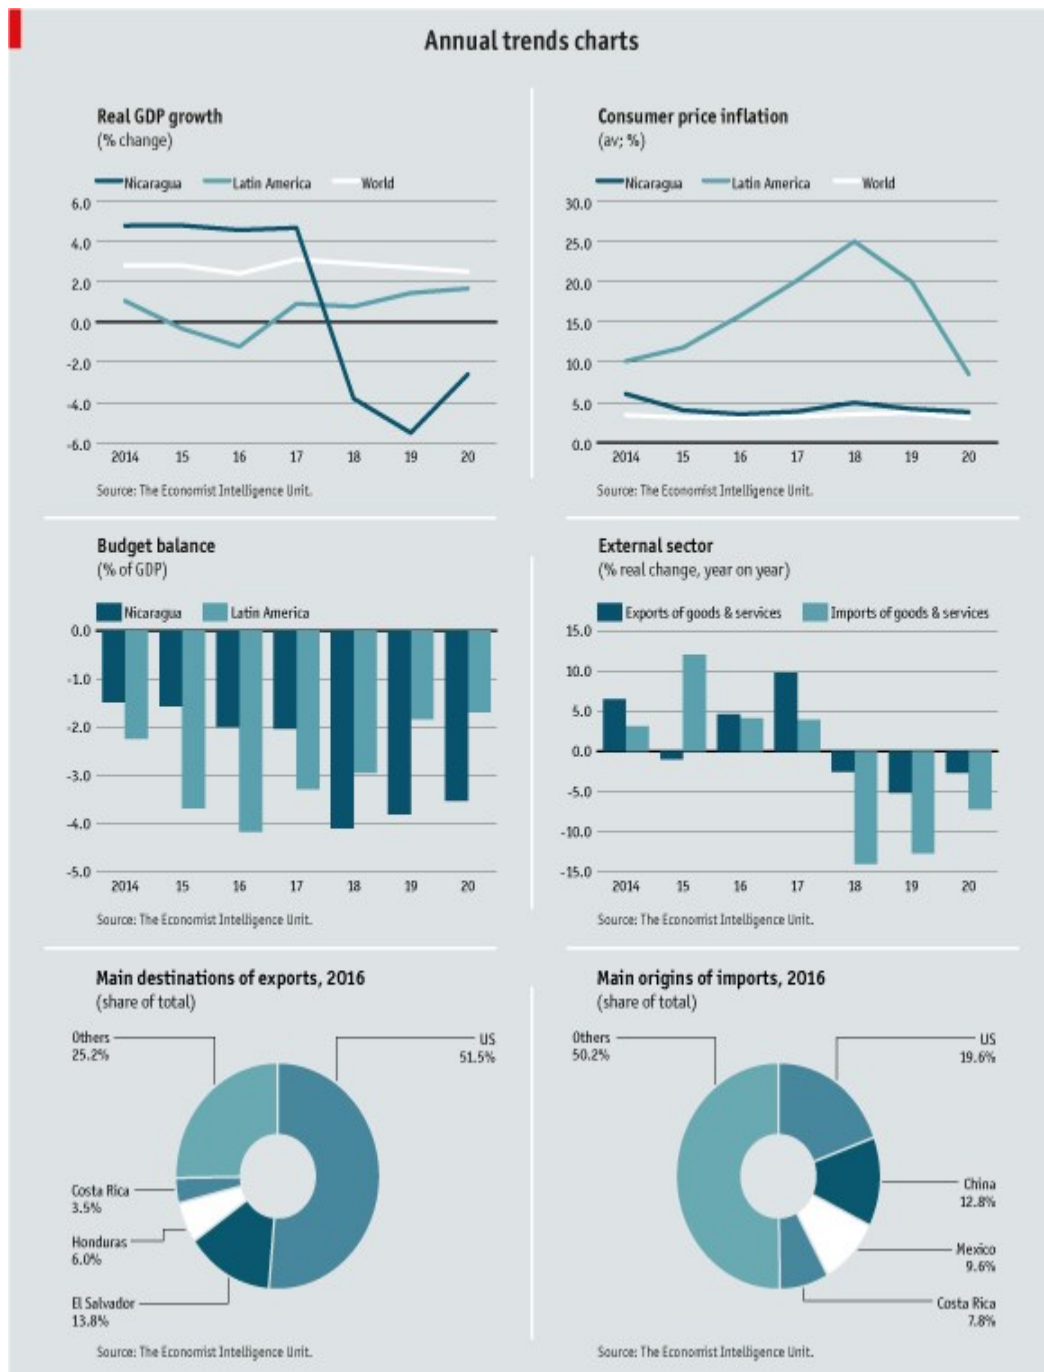 Annual trends charts
Real GDP growth
(% change)
Nicaragua Latin America World
6.0
4.0
2.0
0.0
-2.0
-4.0
-6.0
2014 15 16 17 18 19 20
Source: The Economist Intelligence Unit.
Consumer price inflation
(av; %)
Nicaragua Latin America World
30.0
25.0
20.0
15.0
10.0
5.0
0.0
2014 15 16 17 18 19 20
Source: The Economist Intelligence Unit.
Budget balance
(% of GDP)
Nicaragua Latin America
0.0
-1.0
-2.0
-3.0
-4.0
-5.0
2014 15 16 17 18 19 20
Source: The Economist Intelligence Unit.
External sector
(% real change, year on year)
Exports of goods & services Imports of goods & services
15.0
10.0
5.0
0.0
-5.0
-10.0
-15.0
2014 15 16 17 18 19 20
Source: The Economist Intelligence Unit.
Main destinations of exports, 2016
(share of total)
Others
25.2%
US
51.5%
Costa Rica
3.5%
Honduras
6.0%
El Salvador
13.8%
Source: The Economist Intelligence Unit.
Main origins of imports, 2016
(share of total)
Others
50.2%
US
19.6%
China
12.8%
Mexico
9.6%
Costa Rica
7.8%
Source: The Economist Intelligence Unit.